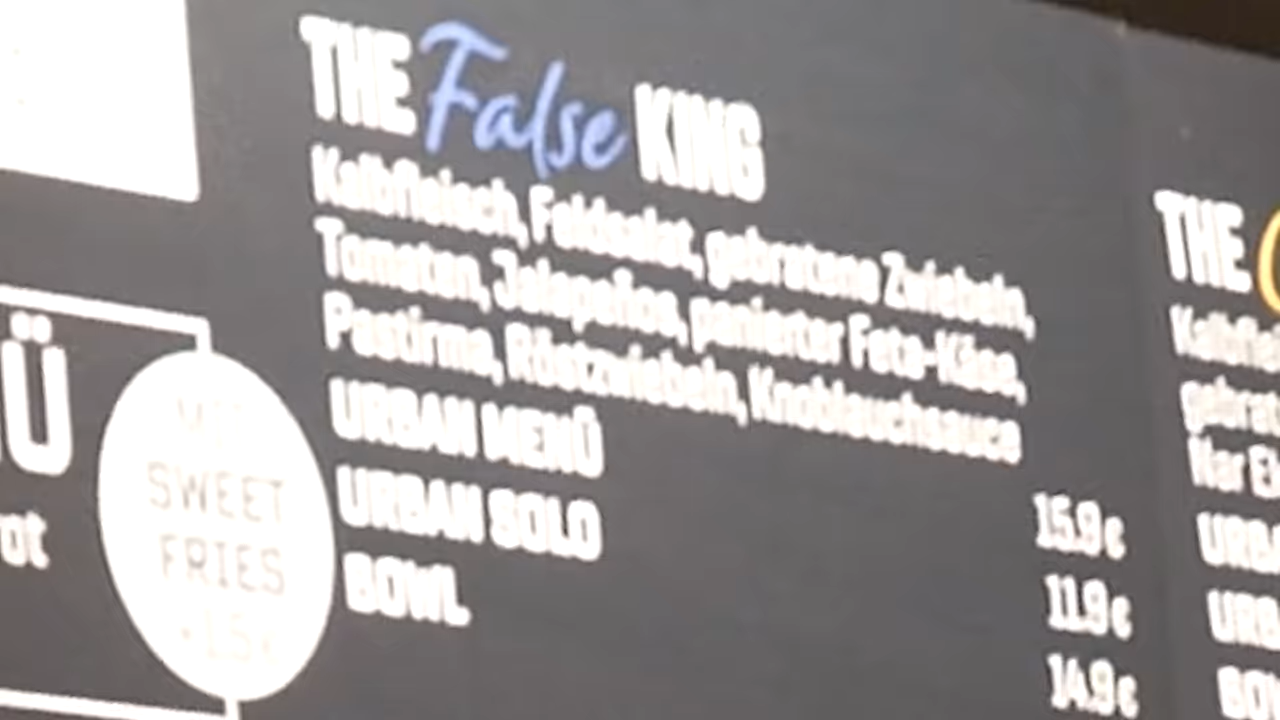 THE False KING
Kalbfleisch, Feldsalat, gebratene Zwiebeln,
Tomaten, Jalapeños, panierter Feta-Käse,
Pastirma, Röstzwiebeln, Knoblauchsauce
URBAN MENÜ 15.9€
URBAN SOLO 11.9€
BOWL 14.9€
SWEET
FRIES
THE